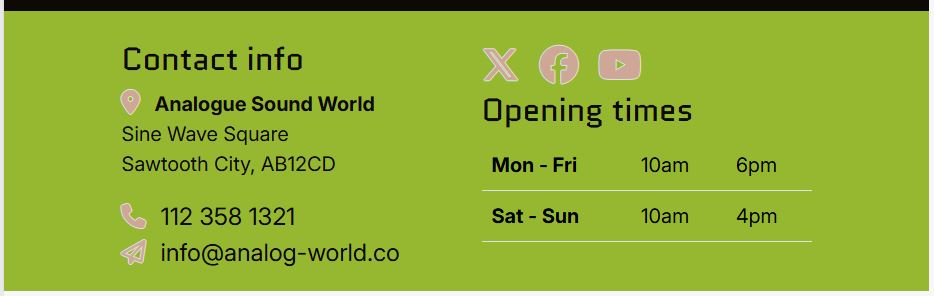 Contact info
Analogue Sound World
Sine Wave Square
Sawtooth City, AB12CD
112 358 1321
info@analog-world.co
Opening times
Mon - Fri 10am 6pm
Sat - Sun 10am 4pm